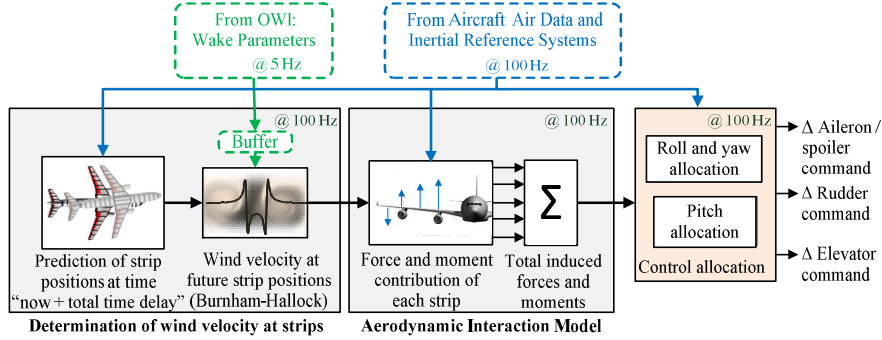 From OWI:
Wake Parameters
@ 5 Hz
From Aircraft Air Data and
Inertial Reference Systems
@ 100 Hz
@ 100 Hz
Buffer
Prediction of strip
positions at time
“now + total time delay”
Wind velocity at
future strip positions
(Burnham-Hallock)
Determination of wind velocity at strips
@ 100 Hz
Σ
Force and moment
contribution of
each strip
Total induced
forces and
moments
Aerodynamic Interaction Model
@ 100 Hz
Roll and yaw
allocation
Pitch
allocation
Control allocation
Δ Aileron /
spoiler
command
Δ Rudder
command
Δ Elevator
command